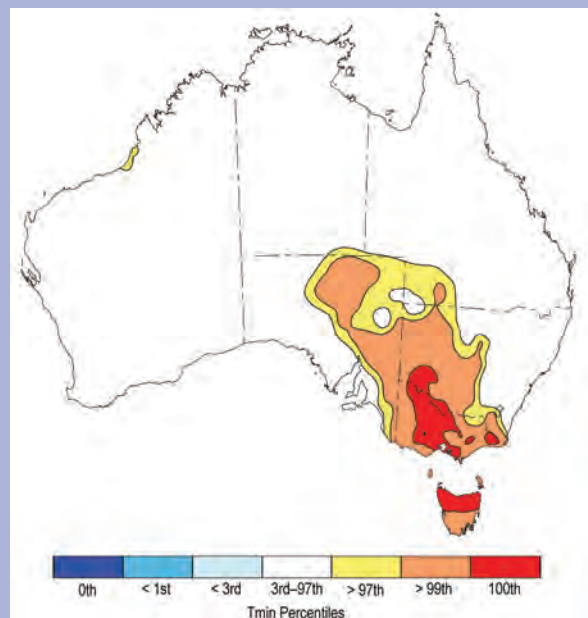 0th < 1st < 3rd 3rd–97th > 97th > 99th 100th
Tmin Percentiles